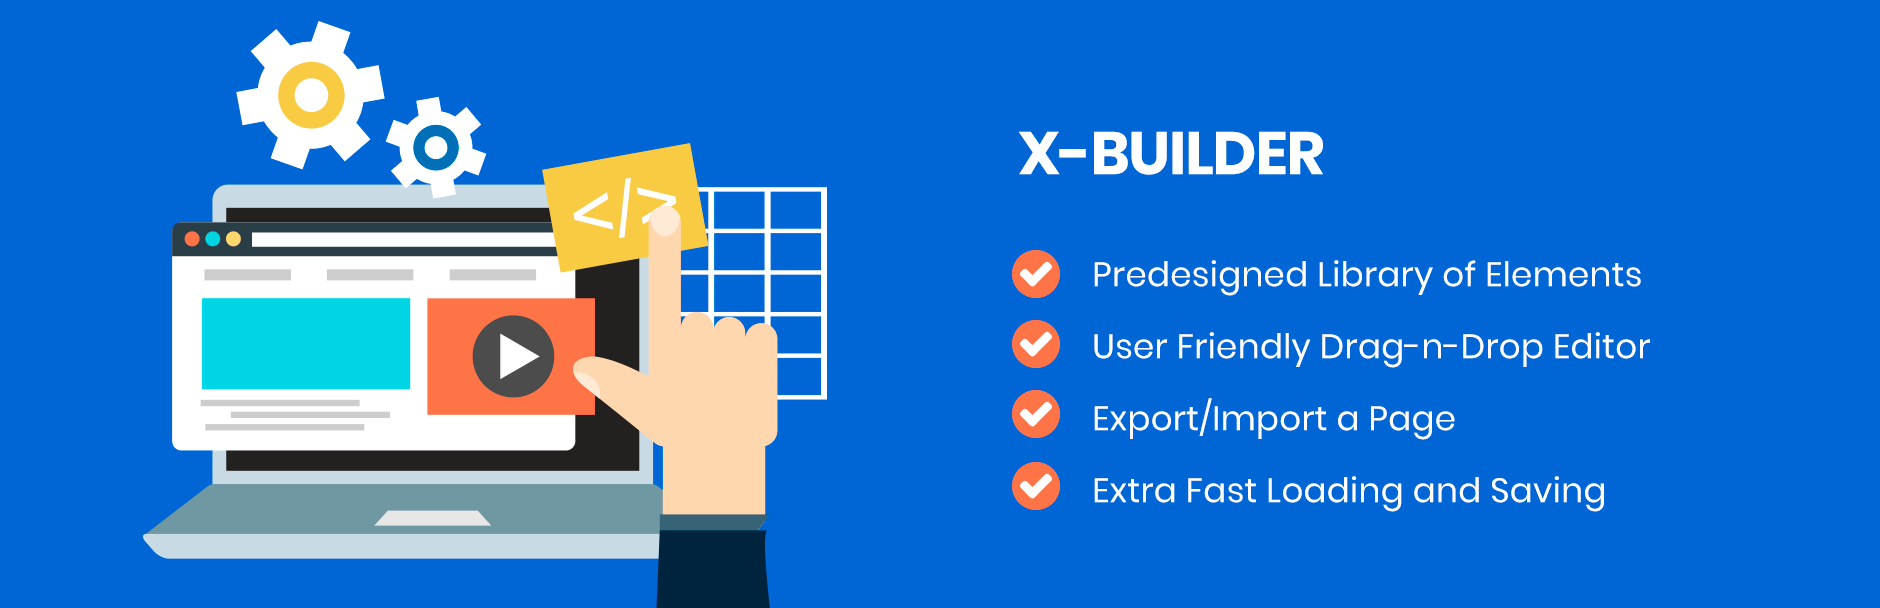 </>
X-BUILDER
Predesigned Library of Elements
User Friendly Drag-n-Drop Editor
Export/Import a Page
Extra Fast Loading and Saving